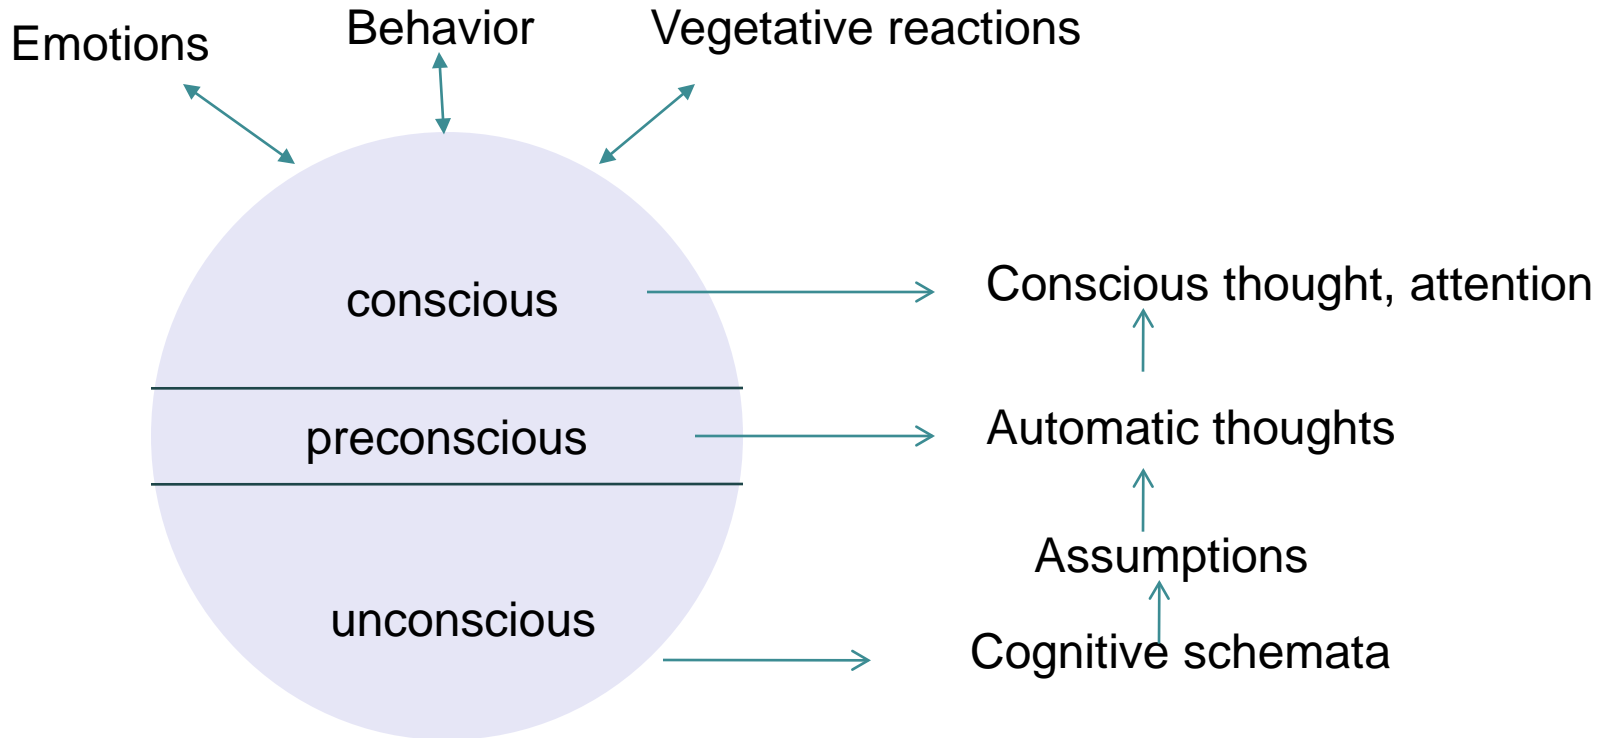 Emotions
Behavior
Vegetative reactions
conscious
Conscious thought, attention
preconscious
Automatic thoughts
Assumptions
unconscious
Cognitive schemata